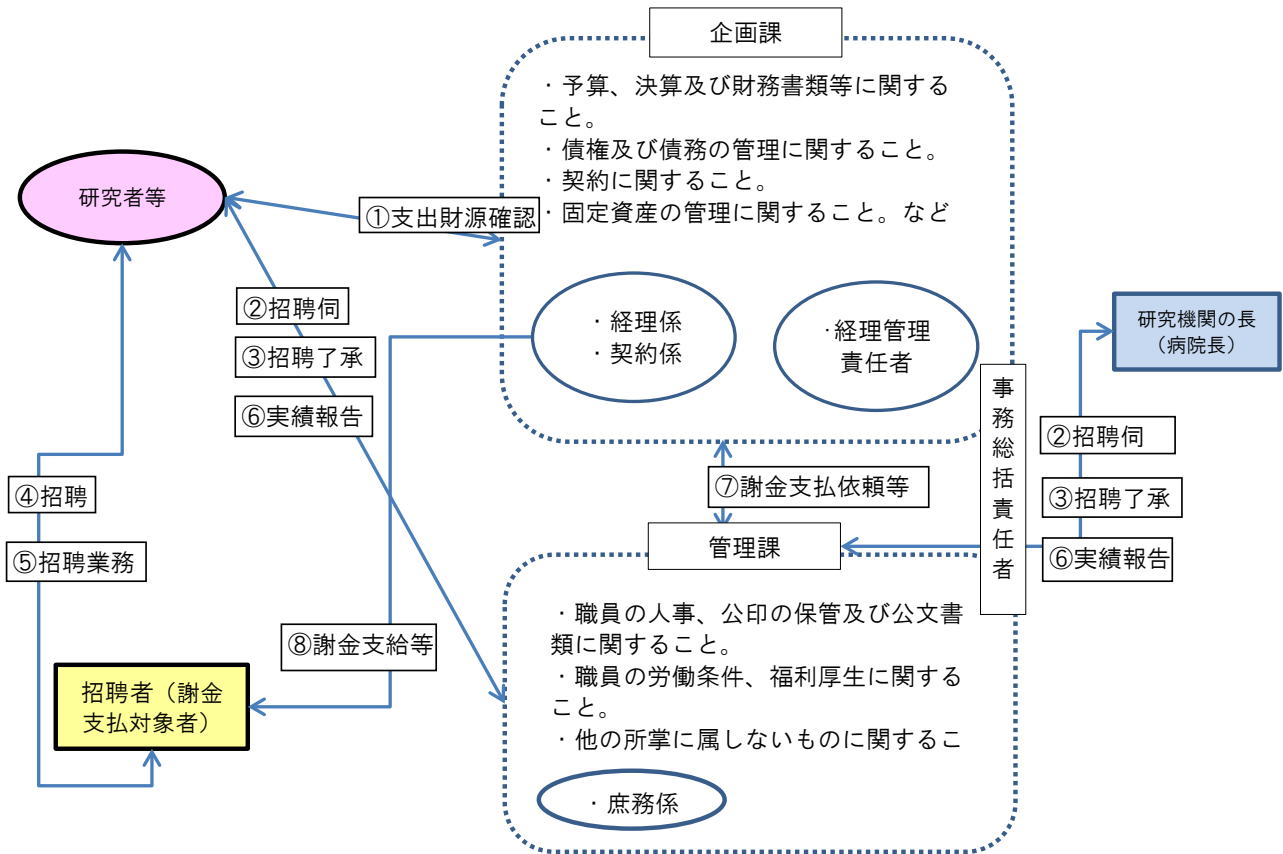 企画課
・予算、決算及び財務書類等に関する
こと。
・債権及び債務の管理に関すること。
・契約に関すること。
・固定資産の管理に関すること。など
研究者等
①支出財源確認
②招聘伺
③招聘了承
⑥実績報告
・経理係
・契約係
・経理管理
責任者
研究機関の長
（病院長）
事務総括責任者
②招聘伺
③招聘了承
⑥実績報告
④招聘
⑤招聘業務
⑦謝金支払依頼等
管理課
・職員の人事、公印の保管及び公文書
類に関すること。
・職員の労働条件、福利厚生に関する
こと。
・他の所掌に属しないものに関するこ
⑧謝金支給等
招聘者（謝金
支払対象者）
・庶務係